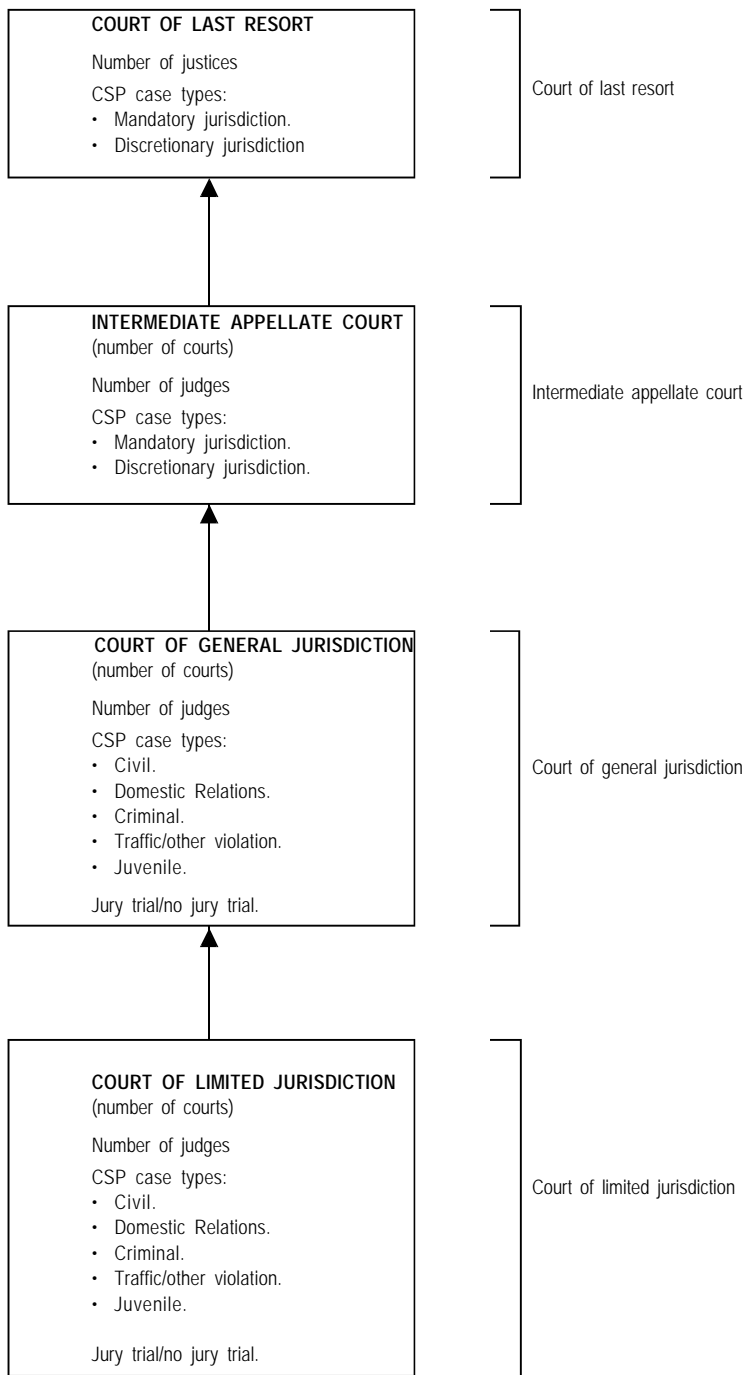 COURT OF LAST RESORT
Number of justices
CSP case types:
• Mandatory jurisdiction.
• Discretionary jurisdiction
Court of last resort
INTERMEDIATE APPELLATE COURT
(number of courts)
Number of judges
CSP case types:
• Mandatory jurisdiction.
• Discretionary jurisdiction.
Intermediate appellate court
COURT OF GENERAL JURISDICTION
(number of courts)
Number of judges
CSP case types:
• Civil.
• Domestic Relations.
• Criminal.
• Traffic/other violation.
• Juvenile.
Jury trial/no jury trial.
Court of general jurisdiction
COURT OF LIMITED JURISDICTION
(number of courts)
Number of judges
CSP case types:
• Civil.
• Domestic Relations.
• Criminal.
• Traffic/other violation.
• Juvenile.
Jury trial/no jury trial.
Court of limited jurisdiction